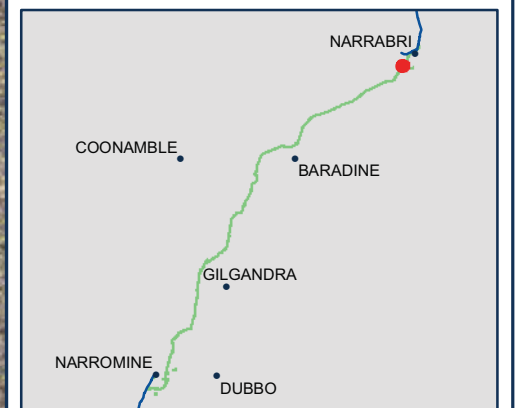 NARRABRI
COONAMBLE
BARADINE
GILGANDRA
NARROMINE
DUBBO